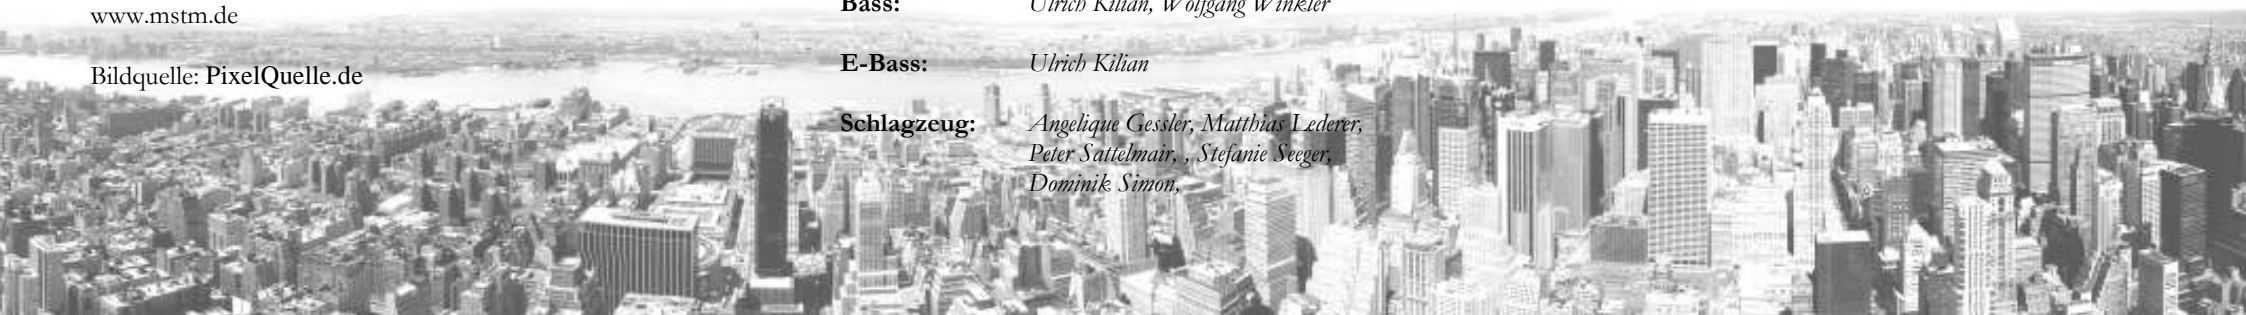 www.mstm.de
Bildquelle: PixelQuelle.de
Bass: Ulrich Kilian, Wolfgang Winkler
E-Bass: Ulrich Kilian
Schlagzeug: Angelique Gessler, Matthias Lederer,
Peter Sattelmair, , Stefanie Seeger,
Dominik Simon,